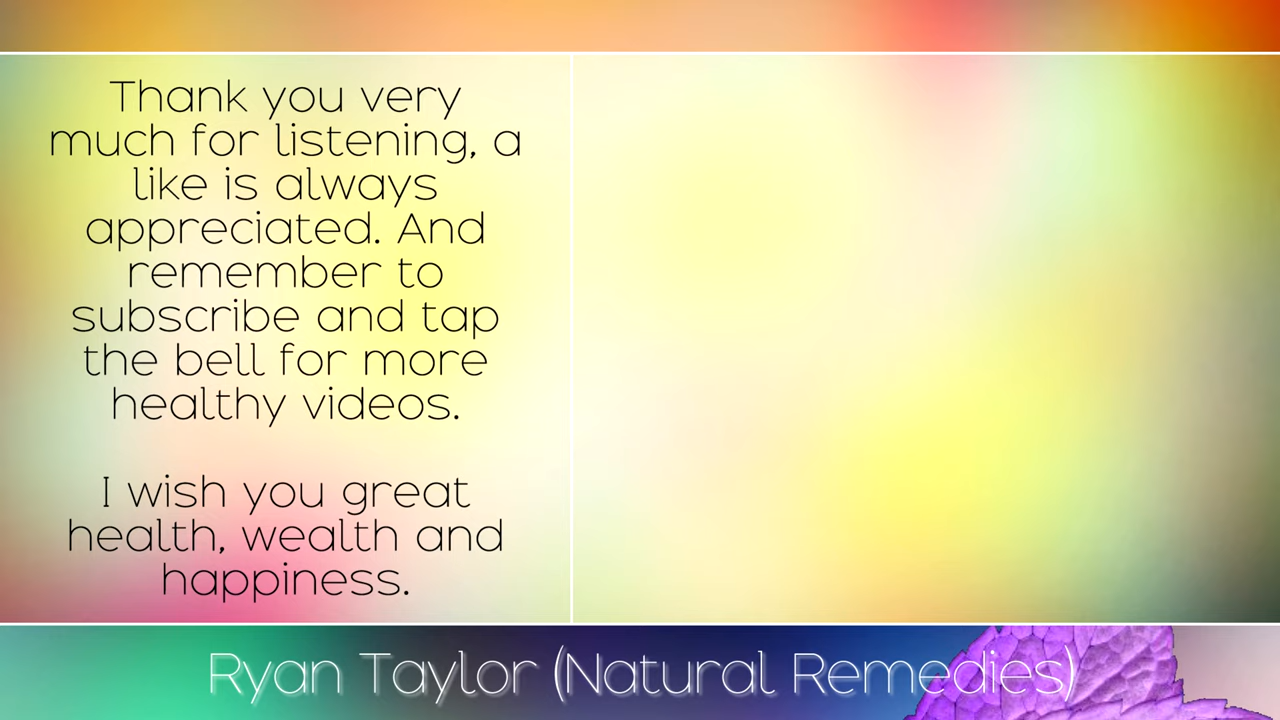 Thank you very
much for listening, a
like is always
appreciated. And
remember to
subscribe and tap
the bell for more
healthy videos.
I wish you great
health, wealth and
happiness.
Ryan Taylor (Natural Remedies)